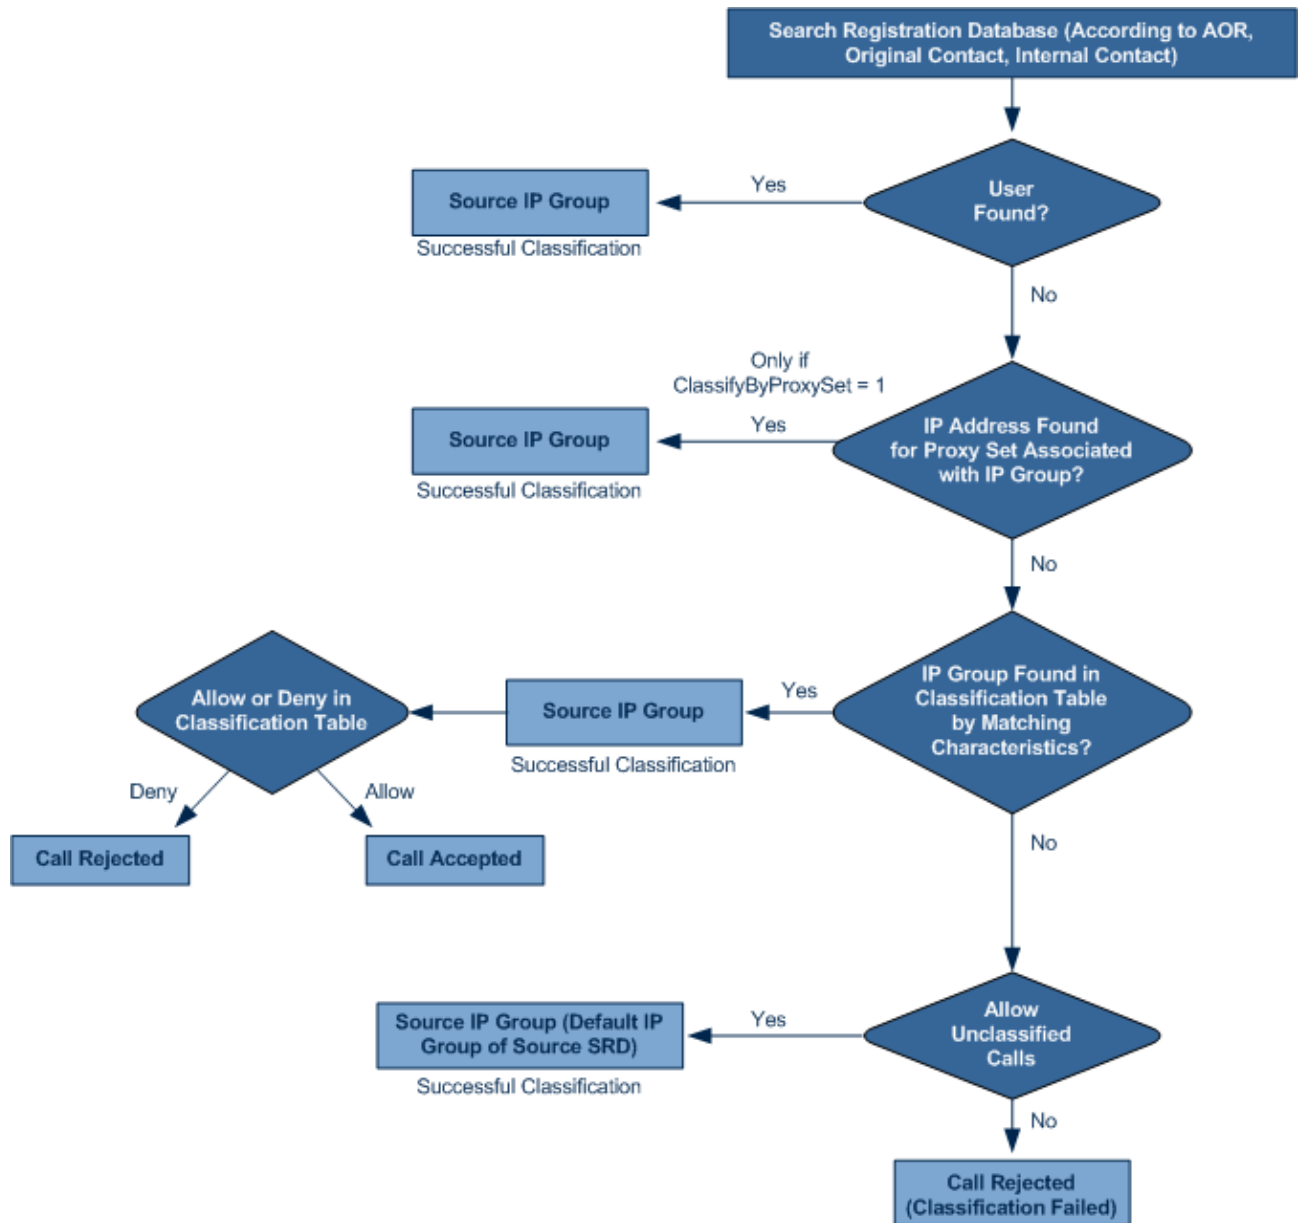 Search Registration Database (According to AOR,
Original Contact, Internal Contact)
User
Found?
Yes
Source IP Group
Successful Classification
No
Only if
ClassifyByProxySet = 1
Yes
IP Address Found
for Proxy Set Associated
with IP Group?
Source IP Group
Successful Classification
No
IP Group Found in
Classification Table
by Matching
Characteristics?
Yes
Source IP Group
Successful Classification
Allow or Deny in
Classification Table
Deny
Allow
Call Rejected
Call Accepted
No
Allow
Unclassified
Calls
Yes
Source IP Group (Default IP
Group of Source SRD)
Successful Classification
No
Call Rejected
(Classification Failed)